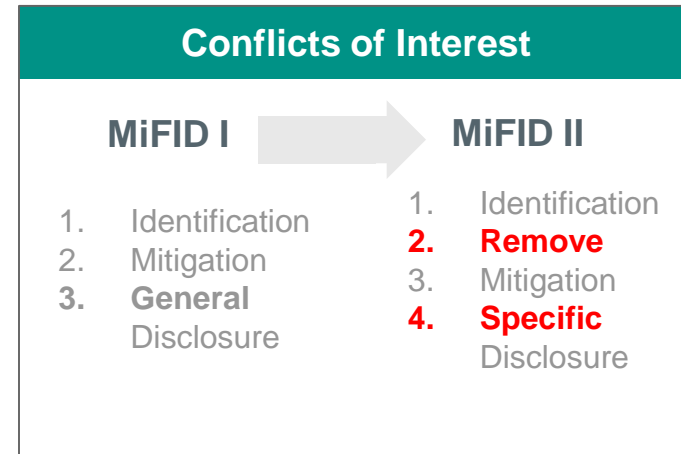 Conflicts of Interest
MiFID I
1. Identification
2. Mitigation
3. General
Disclosure
MiFID II
1. Identification
2. Remove
3. Mitigation
4. Specific
Disclosure